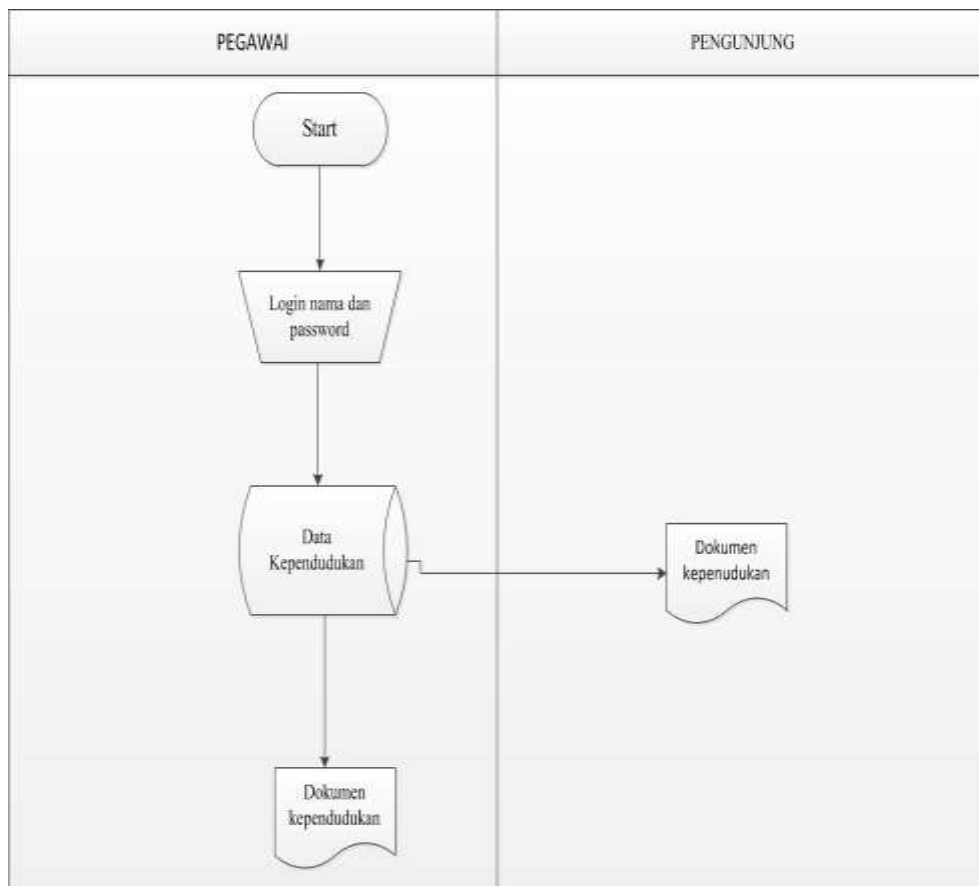 PEGAWAI
PENGUNJUNG
Start
Login nama dan
password
Data
Kependudukan
Dokumen
kepenudukan
Dokumen
kependudukan